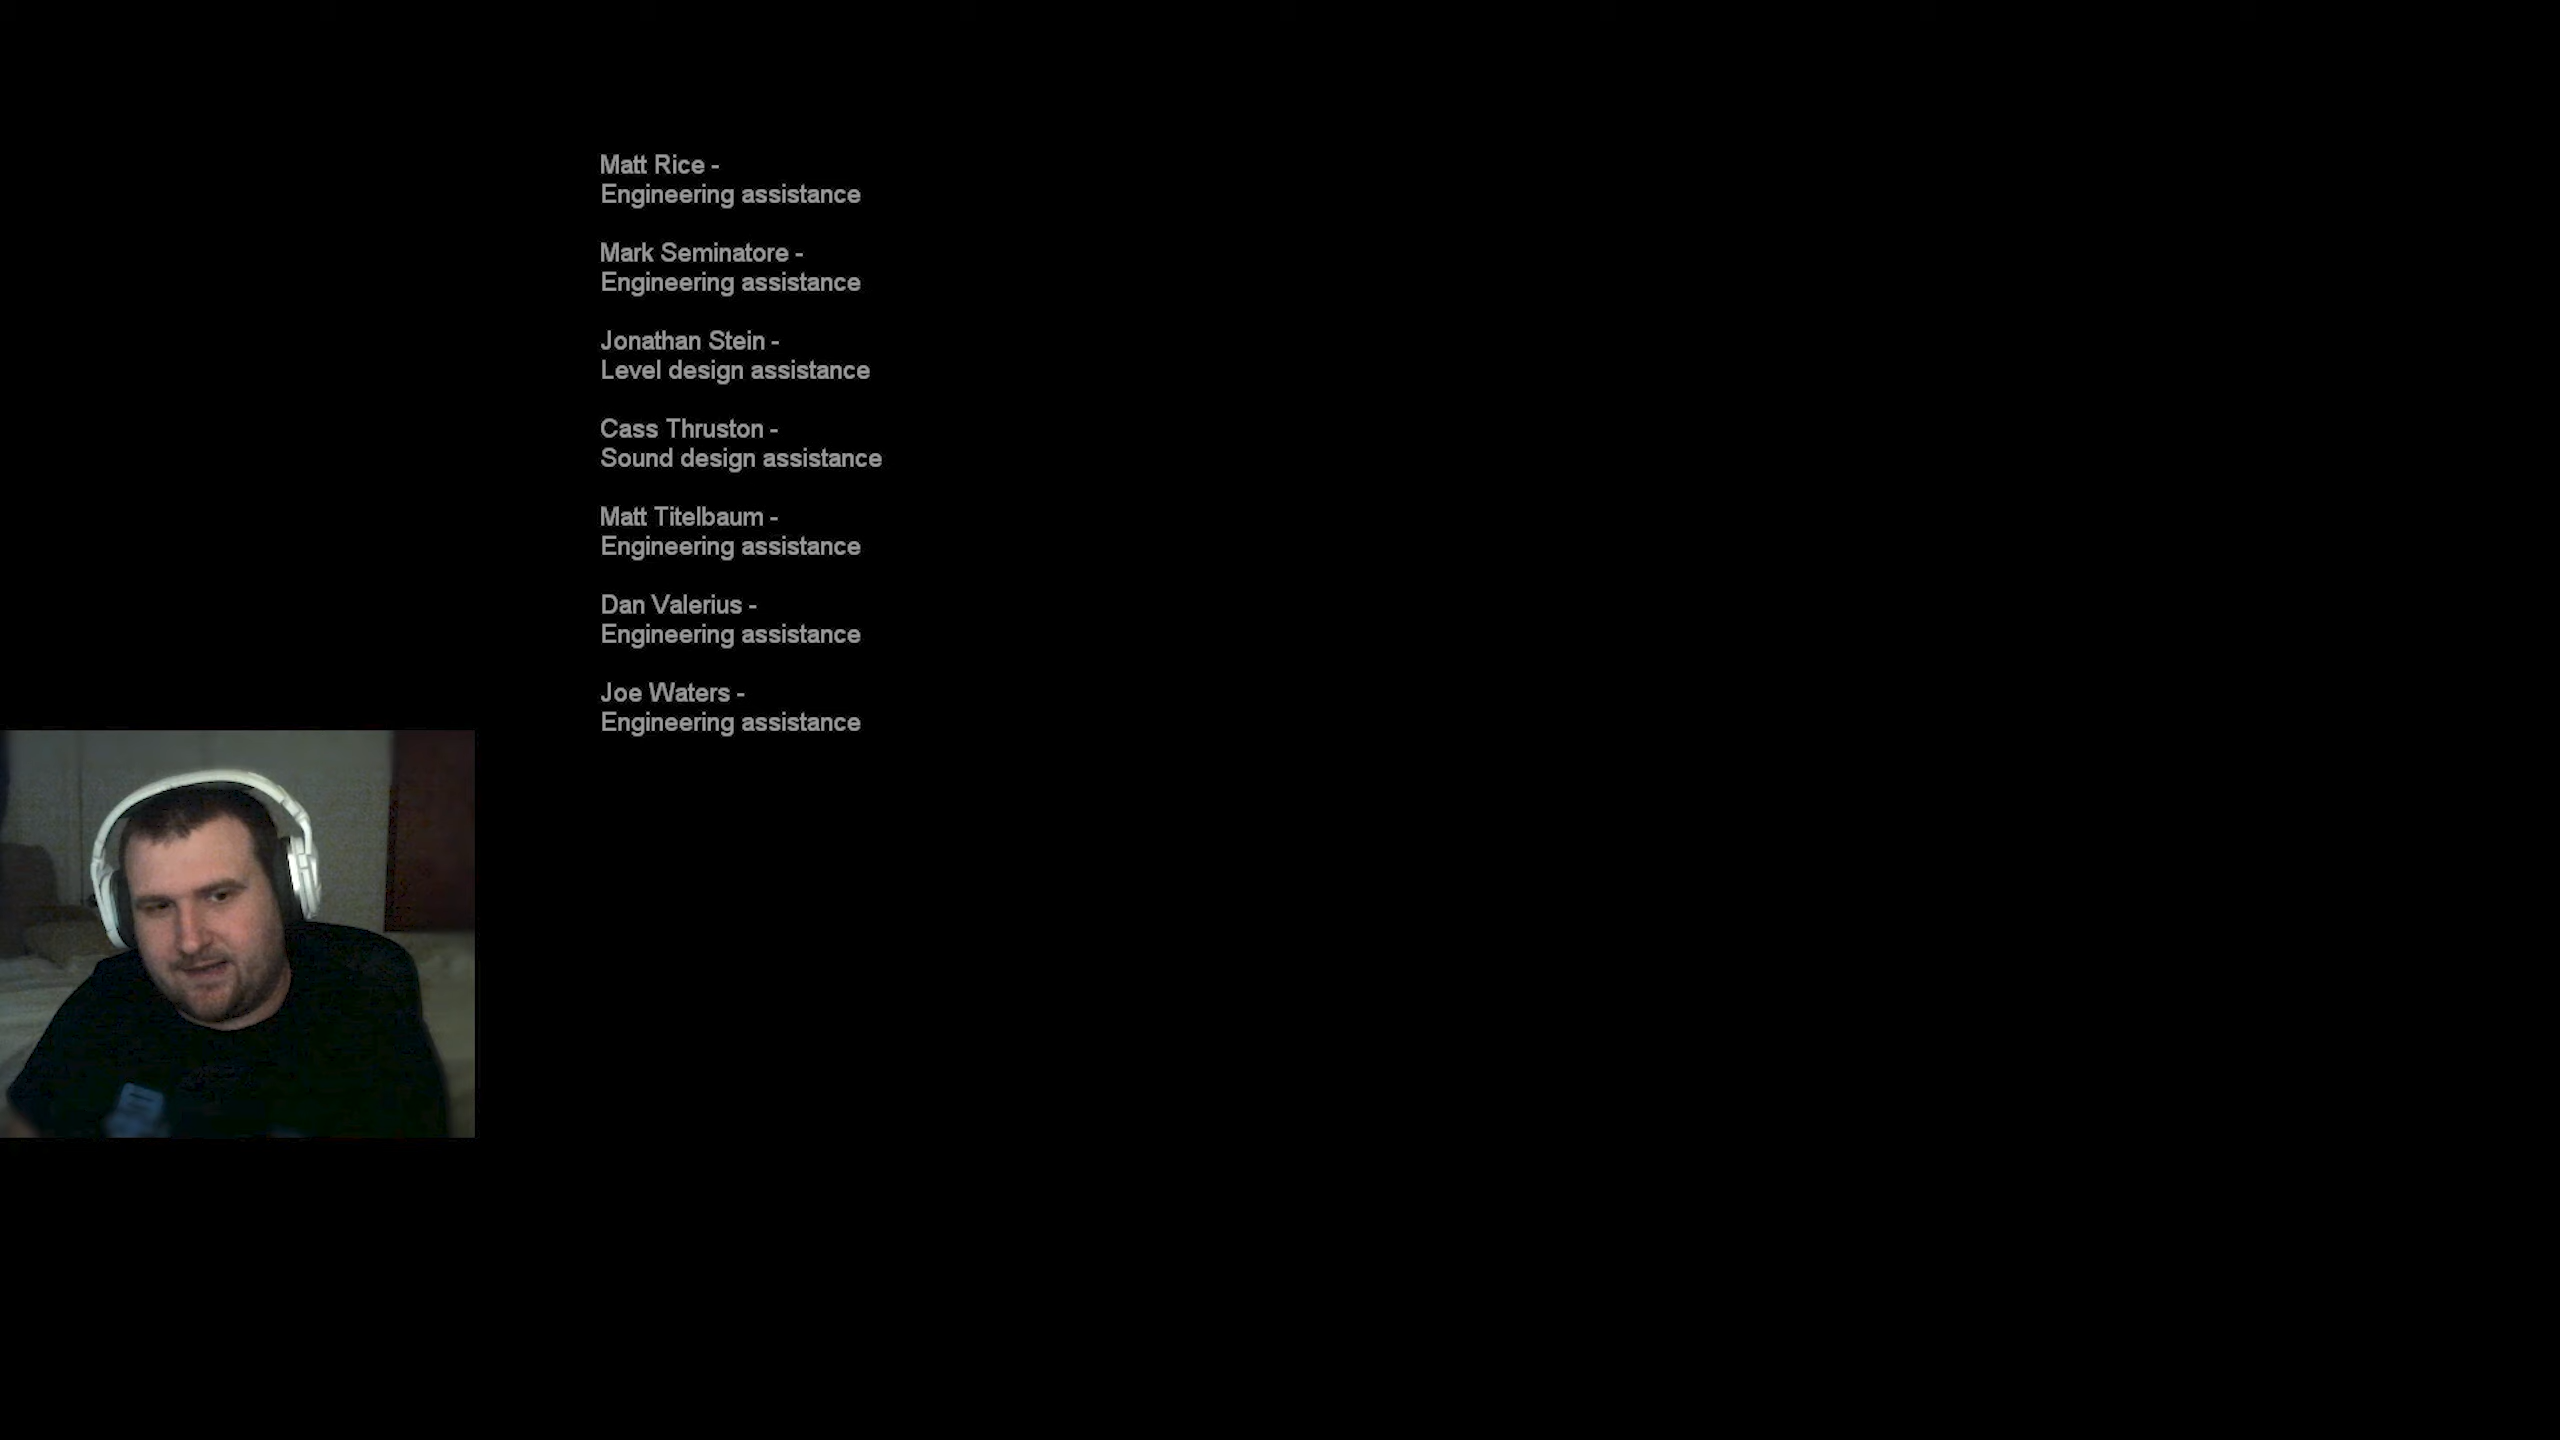 Matt Rice -
Engineering assistance
Mark Seminatore -
Engineering assistance
Jonathan Stein -
Level design assistance
Cass Thruston -
Sound design assistance
Matt Titelbaum -
Engineering assistance
Dan Valerius -
Engineering assistance
Joe Waters -
Engineering assistance